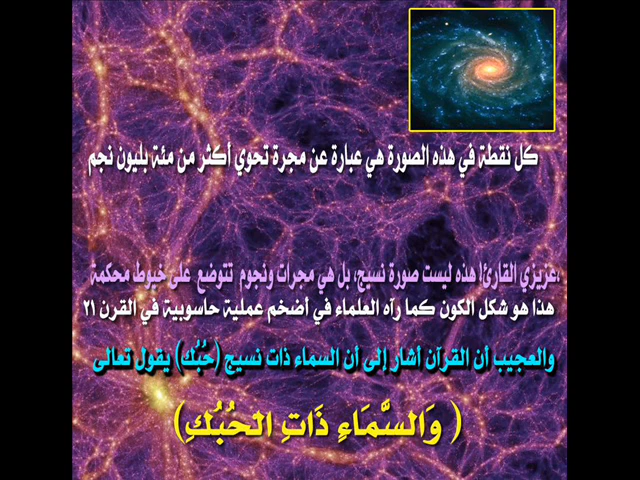 كل نقطة في هذه الصورة هي عبارة عن مجرة تحوي أكثر من مئة بليون نجم
عزيزي القارئ! هذه ليست صورة نسيج، بل هي مجرات ونجوم تتوضع على خيوط محكمة،
هذا هو شكل الكون كما رآه العلماء في أضخم عملية حاسوبية في القرن ٢١
والعجيب أن القرآن أشار إلى أن السماء ذات نسيج (حُبُك) يقول تعالى
( وَالسَّمَاءِ ذَاتِ الْحُبُكِ)